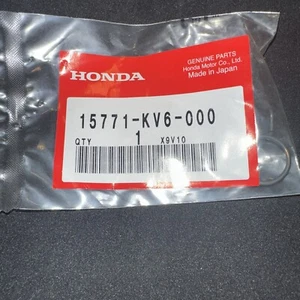 GENUINE PARTS
Honda Motor Co., Ltd.
Made in Japan
HONDA
15771-KV6-000
QTY 1 X9V10